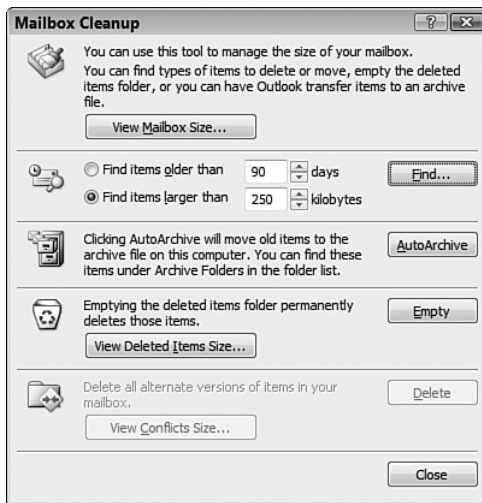 Mailbox Cleanup
You can use this tool to manage the size of your mailbox.
You can find types of items to delete or move, empty the deleted
items folder, or you can have Outlook transfer items to an archive
file.
View Mailbox Size...
Find items older than 90 days
Find...
Find items larger than 250 kilobytes
Clicking AutoArchive will move old items to the
archive file on this computer. You can find these
items under Archive Folders in the folder list.
AutoArchive
Emptying the deleted items folder permanently
deletes those items.
Empty
View Deleted Items Size...
Delete all alternate versions of items in your
mailbox.
Delete
View Conflicts Size...
Close